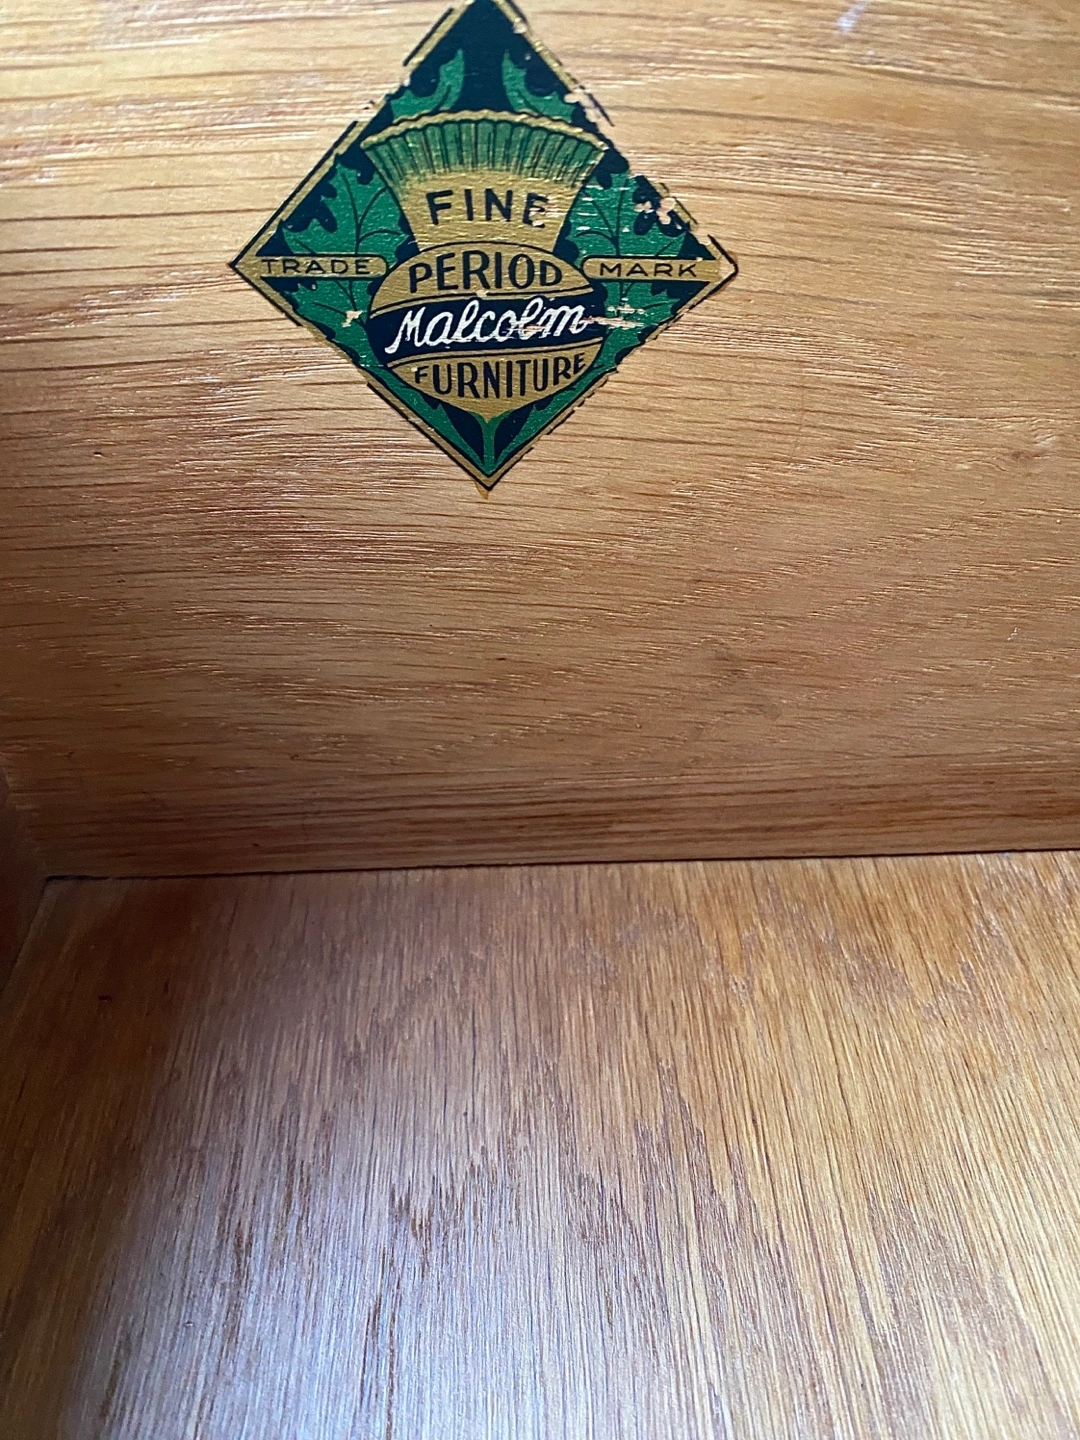 FINE
PERIOD
TRADE MARK
Malcolm
FURNITURE